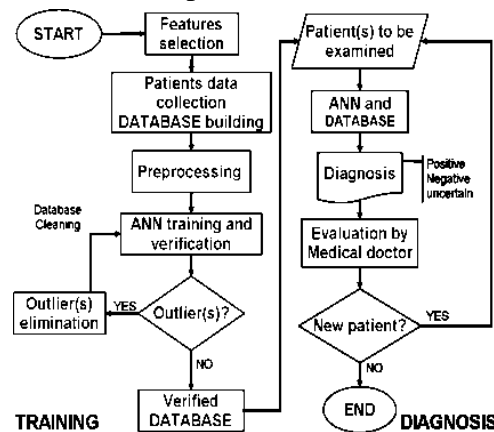 START
Features
selection
Patients data
collection
DATABASE building
Preprocessing
Database
Cleaning
ANN training and
verification
Outlier(s)
elimination
YES
Outlier(s)?
NO
Verified
DATABASE
TRAINING
Patient(s) to be
examined
ANN and
DATABASE
Diagnosis
Positive
Negative
uncertain
Evaluation by
Medical doctor
New patient?
YES
NO
END
DIAGNOSIS